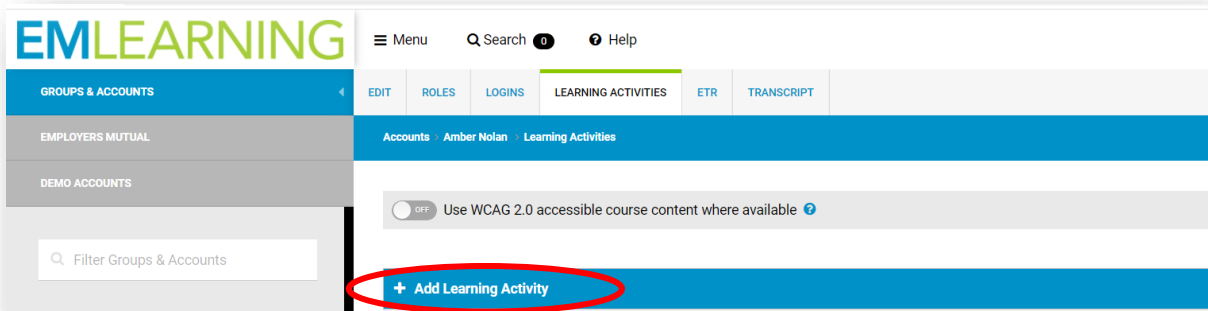 EMLEARNING
Menu Search 0 Help
GROUPS & ACCOUNTS
EDIT ROLES LOGINS LEARNING ACTIVITIES ETR TRANSCRIPT
EMPLOYERS MUTUAL
Accounts › Amber Nolan › Learning Activities
DEMO ACCOUNTS
OFF Use WCAG 2.0 accessible course content where available ?
Filter Groups & Accounts
+ Add Learning Activity